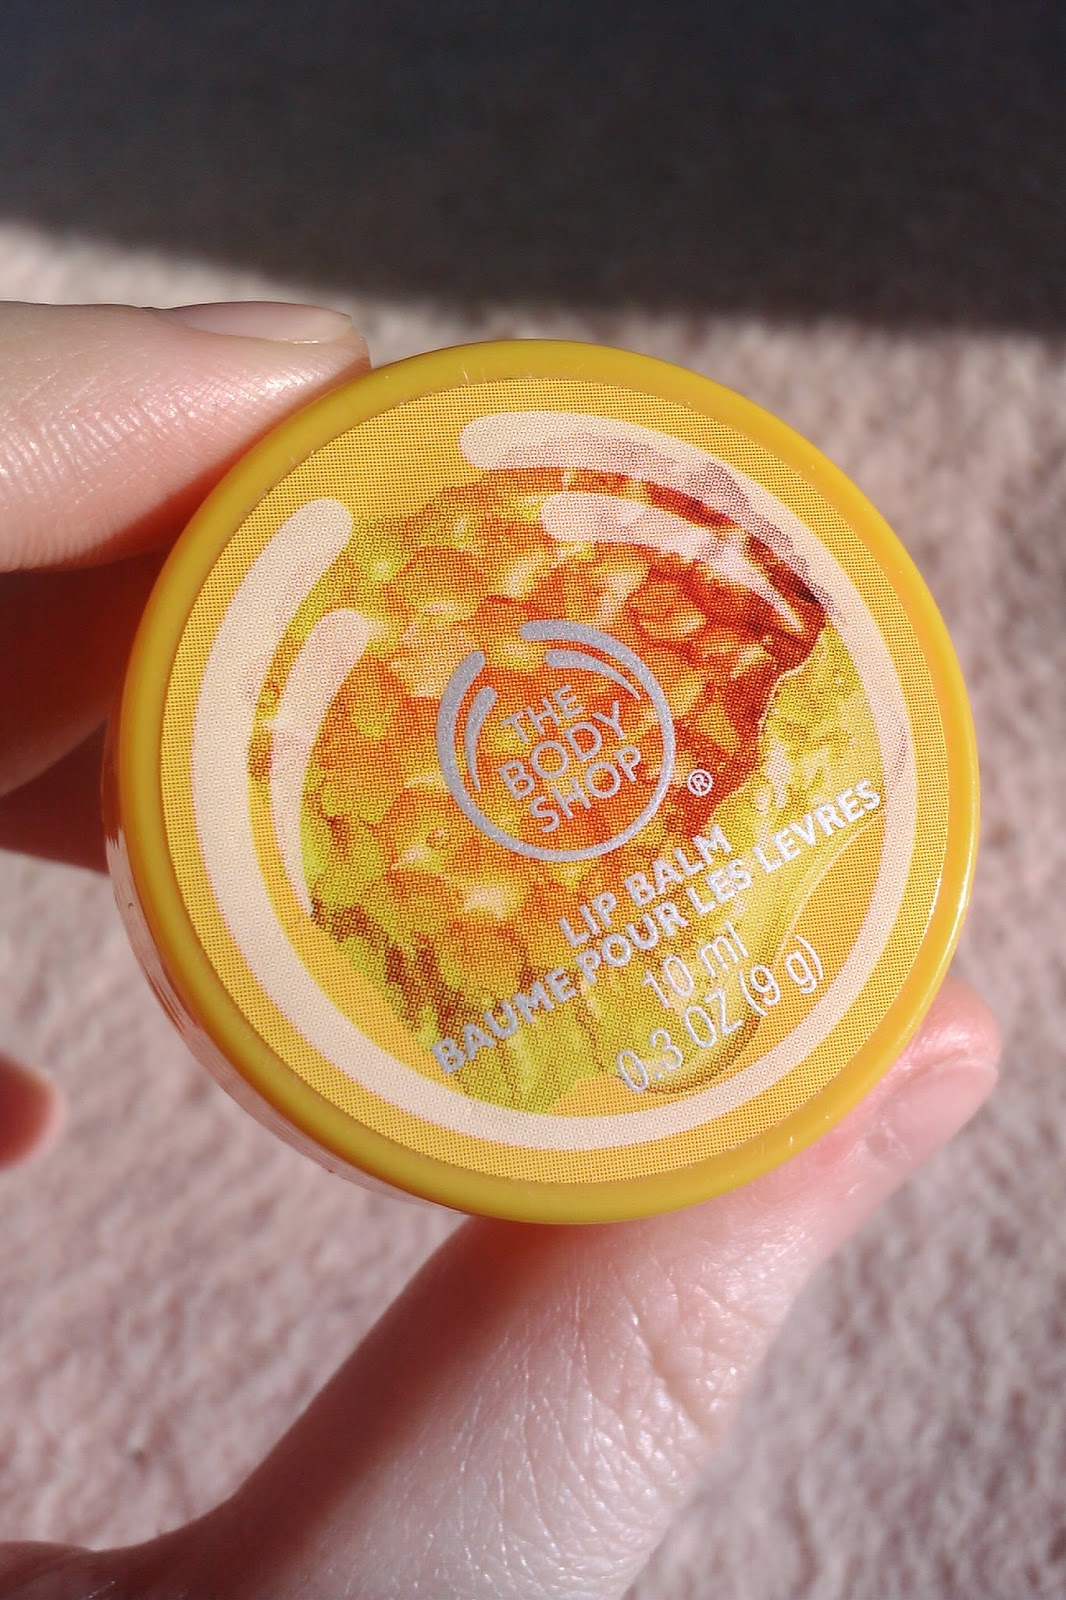 THE
BODY
SHOP
®
LIP BALM
BAUME POUR LES LEVRES
10 ml
0.3 OZ (9 g)